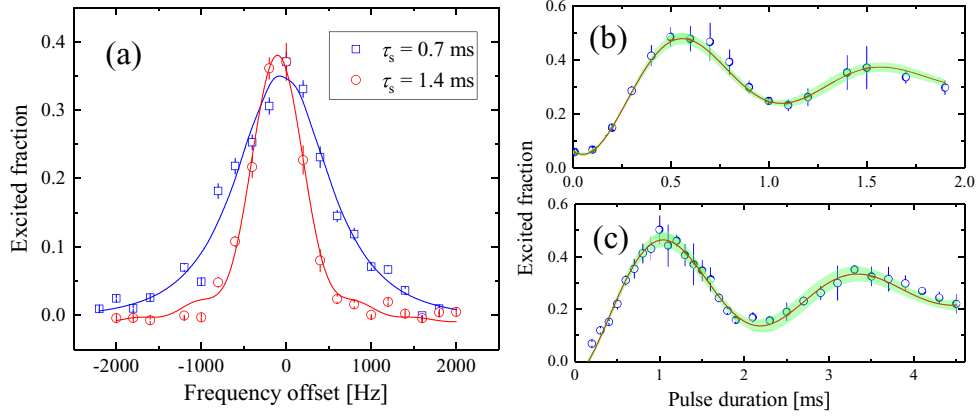 (a)
τs = 0.7 ms
τs = 1.4 ms
Excited fraction
0.4
0.3
0.2
0.1
0.0
-2000 -1000 0 1000 2000
Frequency offset [Hz]
(b)
0.6
0.4
0.2
0.0
0.0 0.5 1.0 1.5 2.0
Excited fraction
(c)
0.6
0.4
0.2
0.0
0 1 2 3 4
Pulse duration [ms]